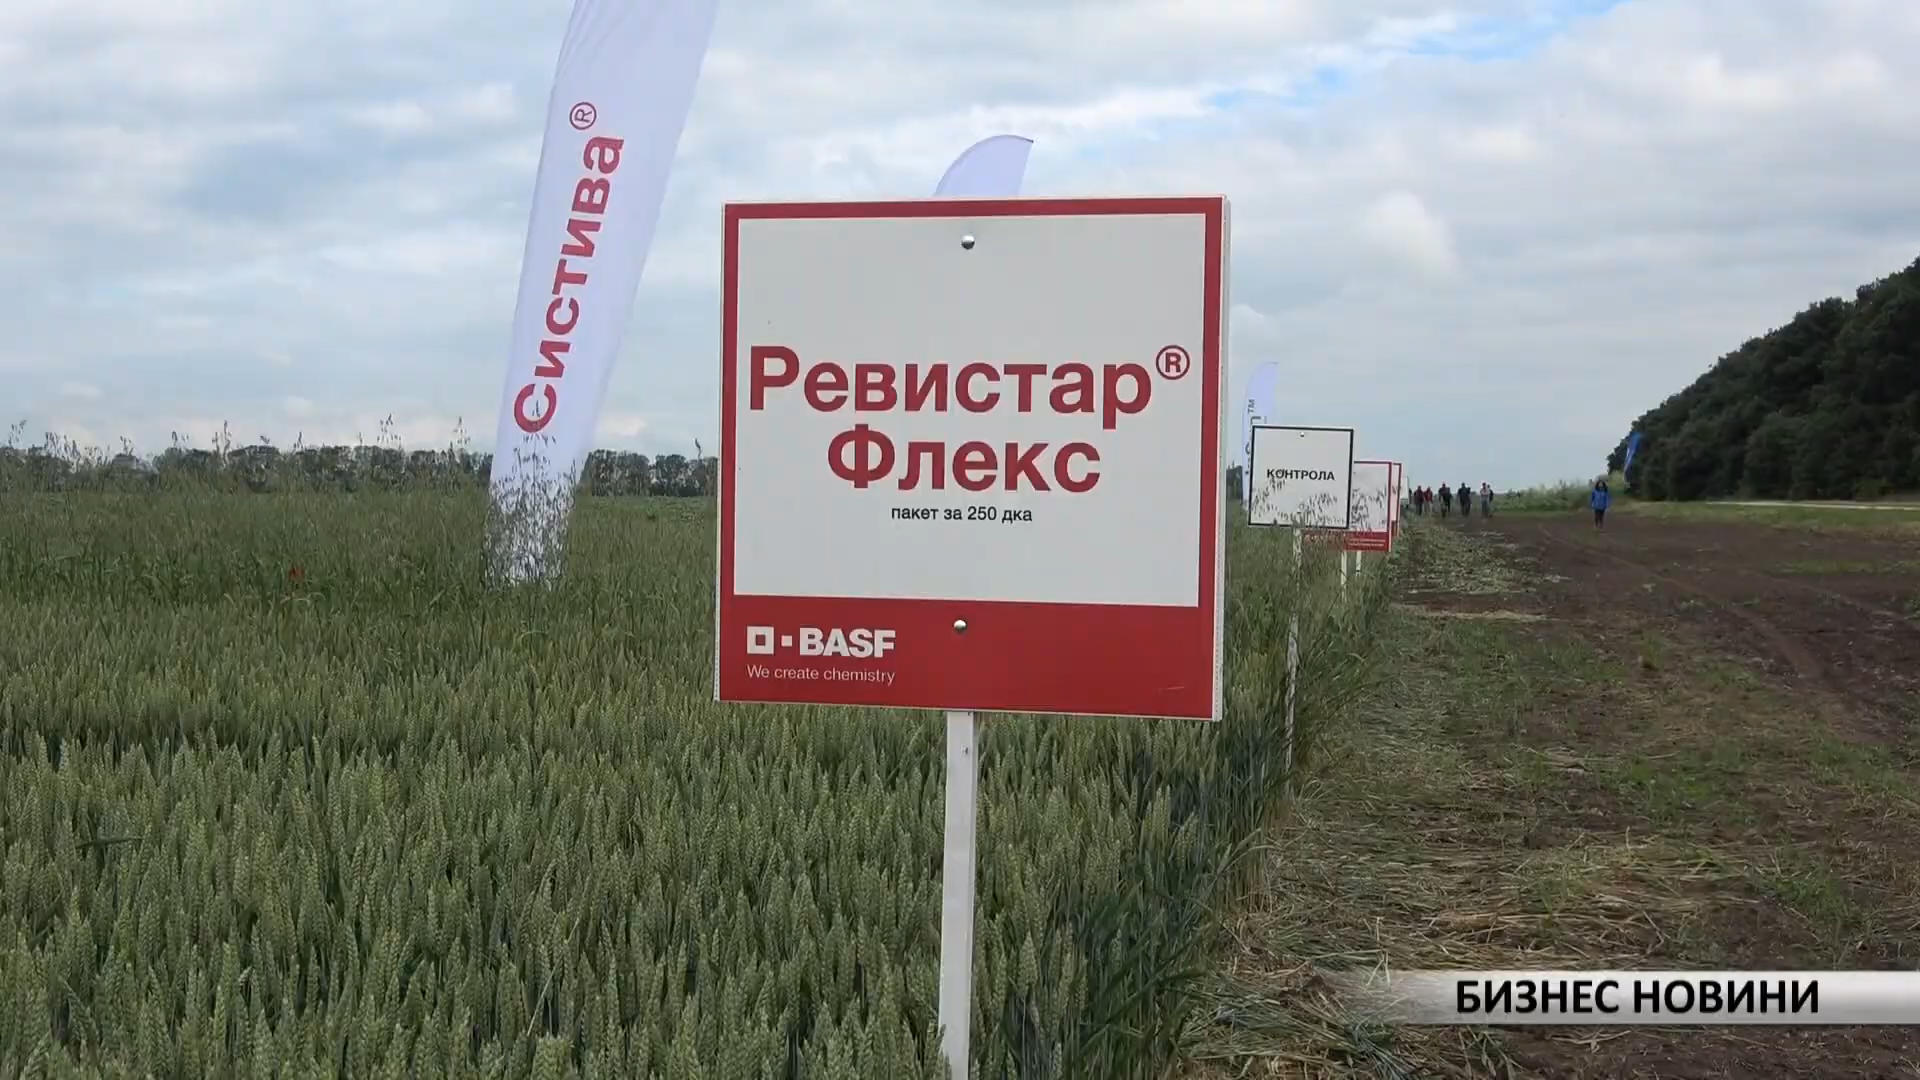 Систива®
Ревистар®
Флекс
пакет за 250 дка
BASF
We create chemistry
КОНТРОЛА
БИЗНЕС НОВИНИ